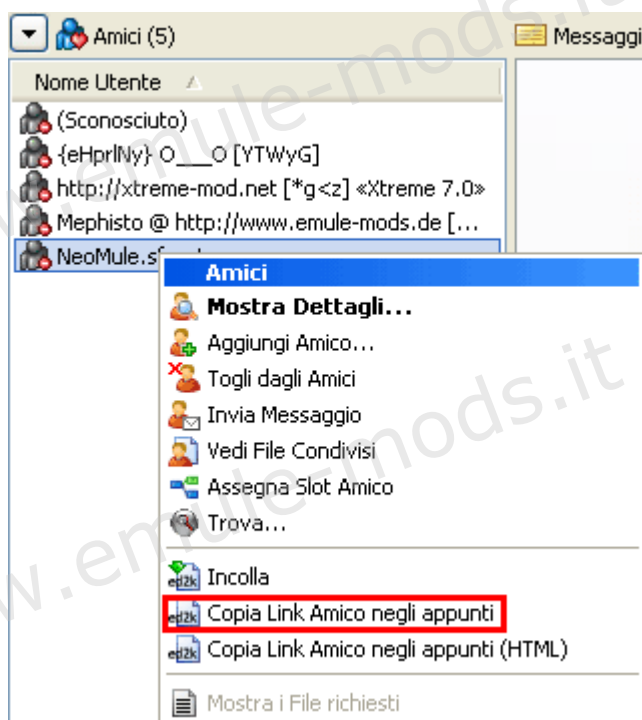 Amici (5)
Messaggi
Nome Utente
(Sconosciuto)
{eHprlNy} O___O [YTWyG]
http://xtreme-mod.net [*g<z] «Xtreme 7.0»
Mephisto @ http://www.emule-mods.de [...
Amici
Mostra Dettagli...
Aggiungi Amico...
Togli dagli Amici
Invia Messaggio
Vedi File Condivisi
Assegna Slot Amico
Trova...
Incolla
Copia Link Amico negli appunti
Copia Link Amico negli appunti (HTML)
Mostra i File richiesti